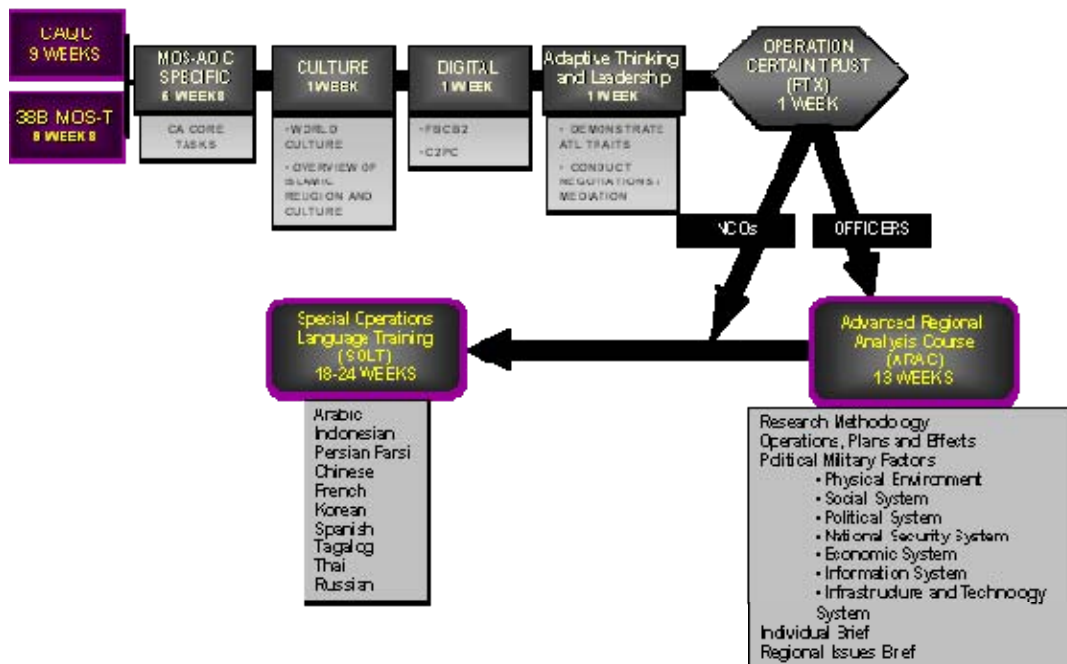 CAQC
9 WEEKS
38B MOS-T
8 WEEKS
MOS-AOC
SPECIFIC
6 WEEKS
CA CORE
TASKS
CULTURE
1 WEEK
• WORLD
CULTURE
• OVERVIEW OF
ISLAMIC
RELIGION AND
CULTURE
DIGITAL
1 WEEK
• FBCB2
• C2PC
Adaptive Thinking
and Leadership
1 WEEK
• DEMONSTRATE
ATL TRAITS
• CONDUCT
NEGOTIATIONS /
MEDIATION
OPERATION
CERTAIN TRUST
(FTX)
1 WEEK
NCOs
OFFICERS
Special Operations
Language Training
(SOLT)
18-24 WEEKS
Arabic
Indonesian
Persian Farsi
Chinese
French
Korean
Spanish
Tagalog
Thai
Russian
Advanced Regional
Analysis Course
(ARAC)
13 WEEKS
Research Methodology
Operations, Plans and Effects
Political Military Factors
• Physical Environment
• Social System
• Political System
• National Security System
• Economic System
• Information System
• Infrastructure and Technology
System
Individual Brief
Regional Issues Brief